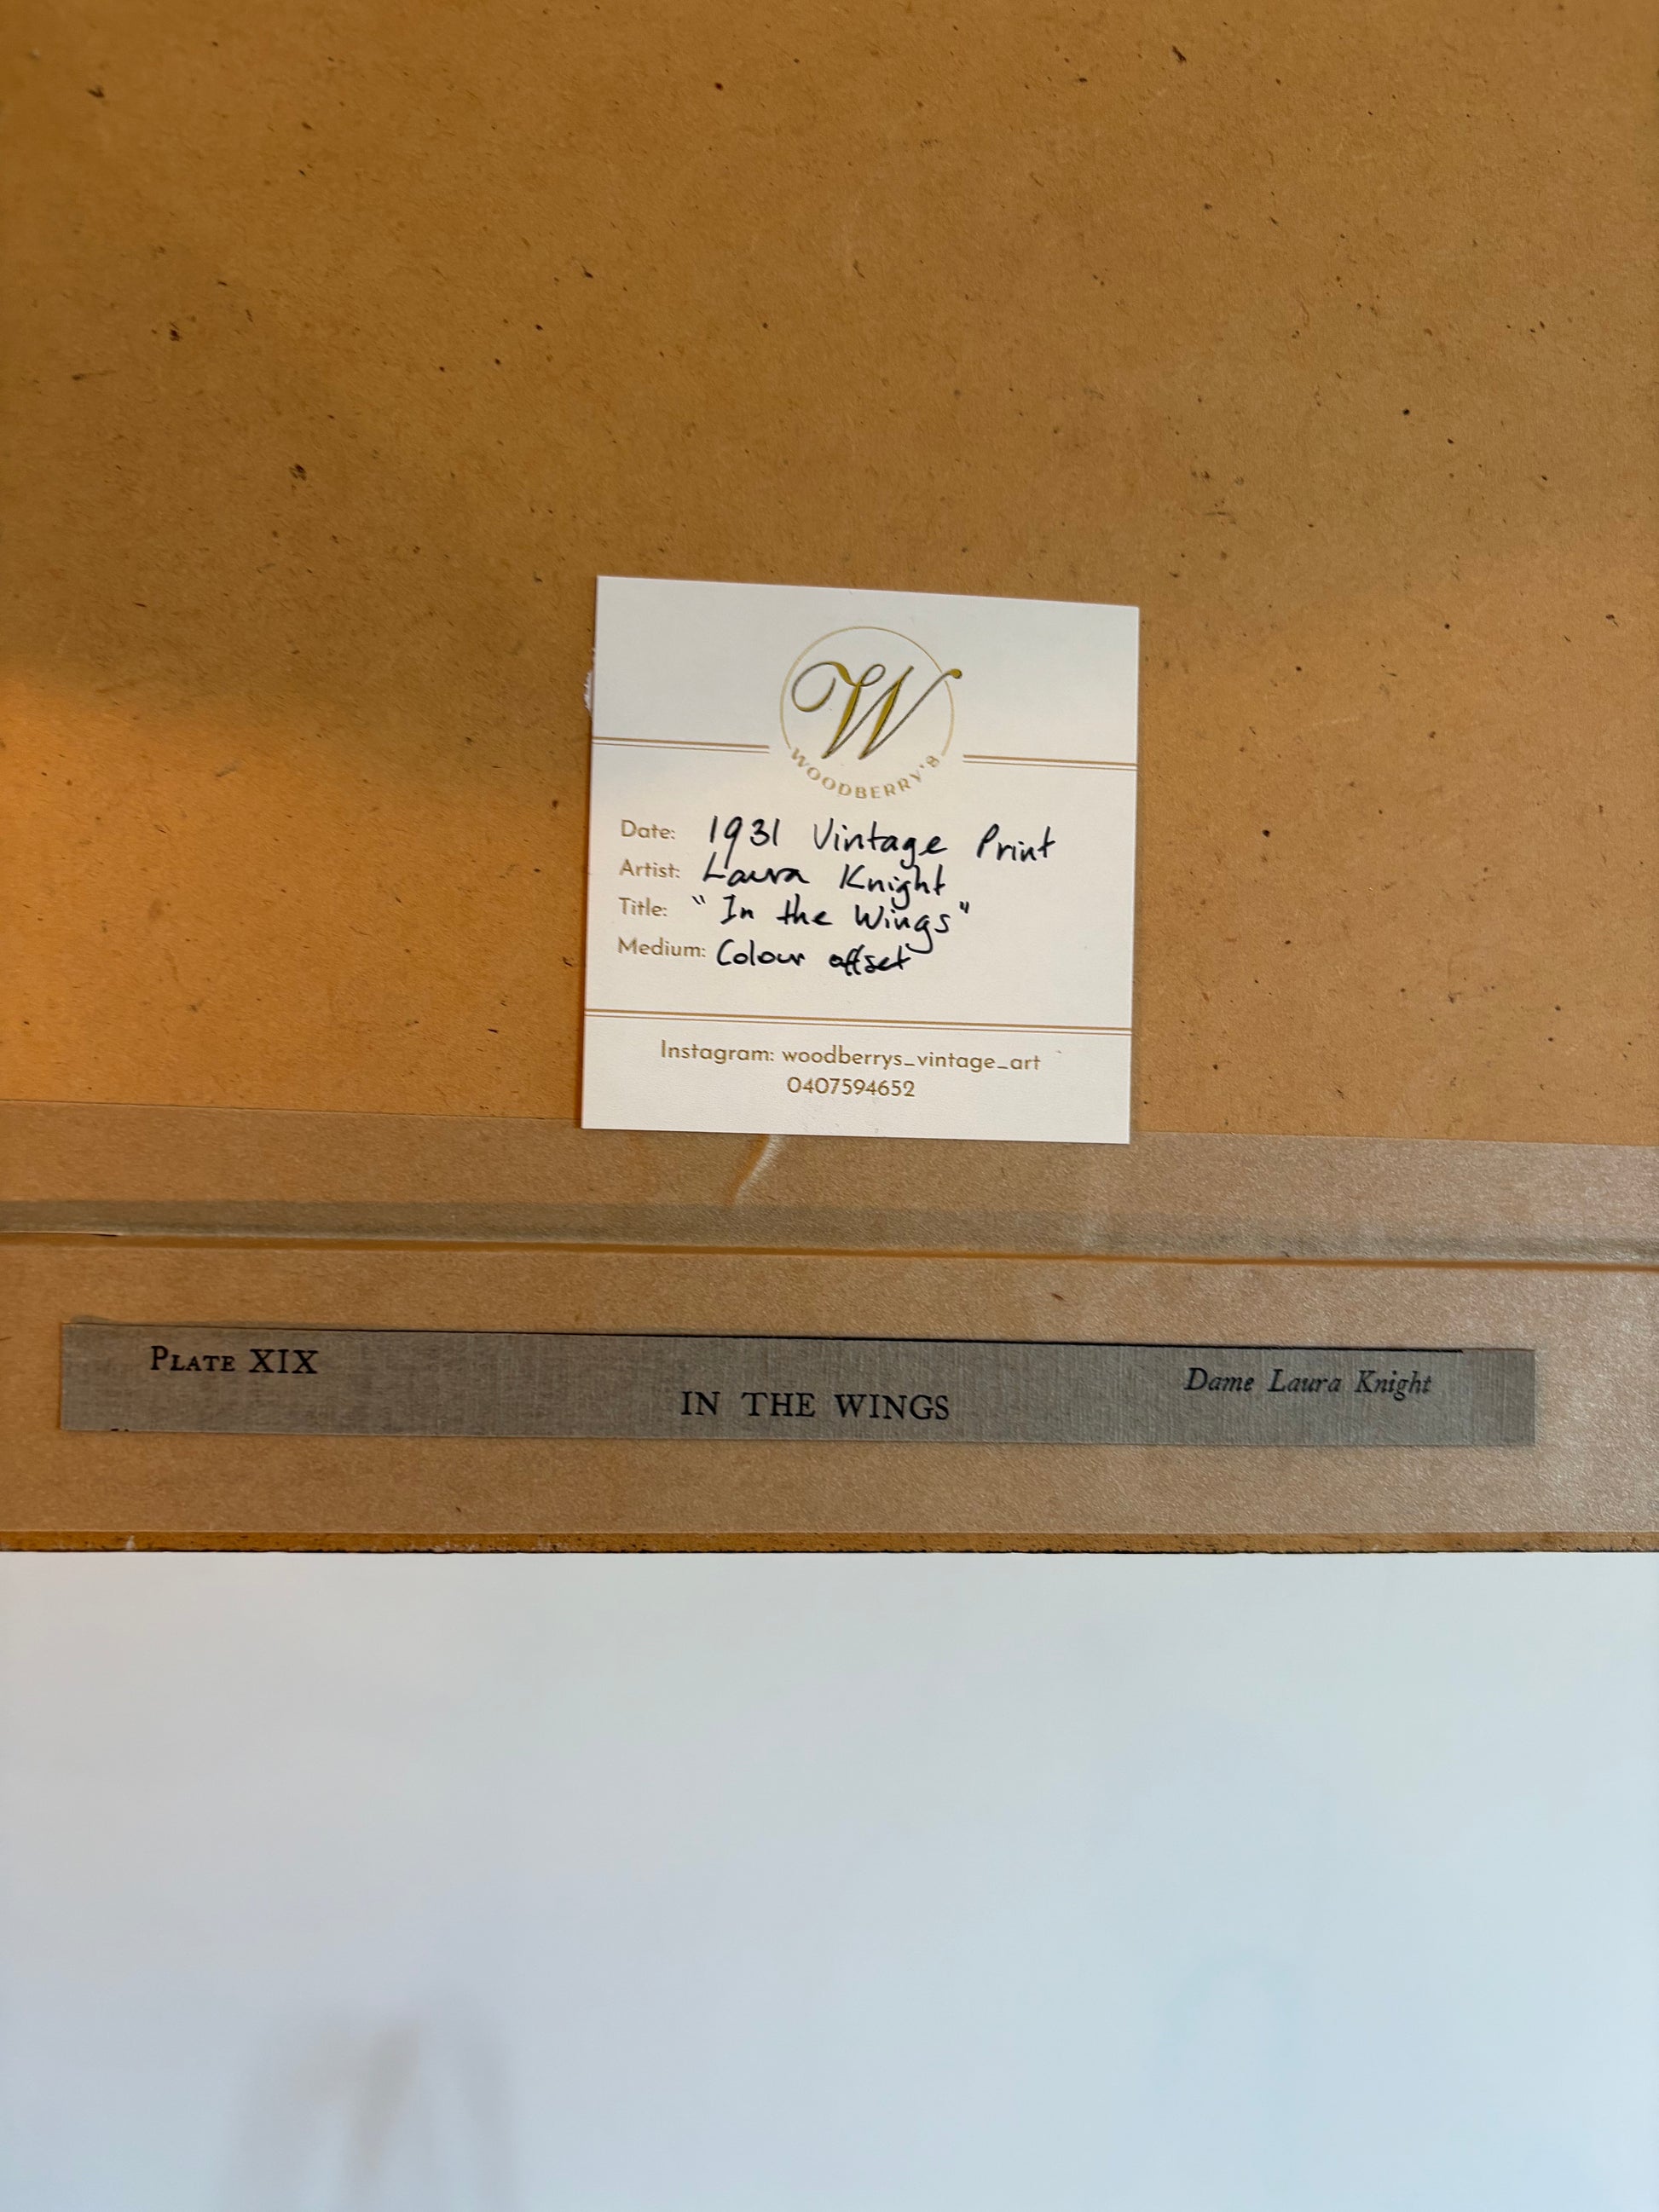 W
WOODBERRY'S
Date: 1931 Vintage Print
Artist: Laura Knight
Title: "In the Wings"
Medium: Colour offset
Instagram: woodberrys_vintage_art
0407594652
PLATE XIX
Dame Laura Knight
IN THE WINGS